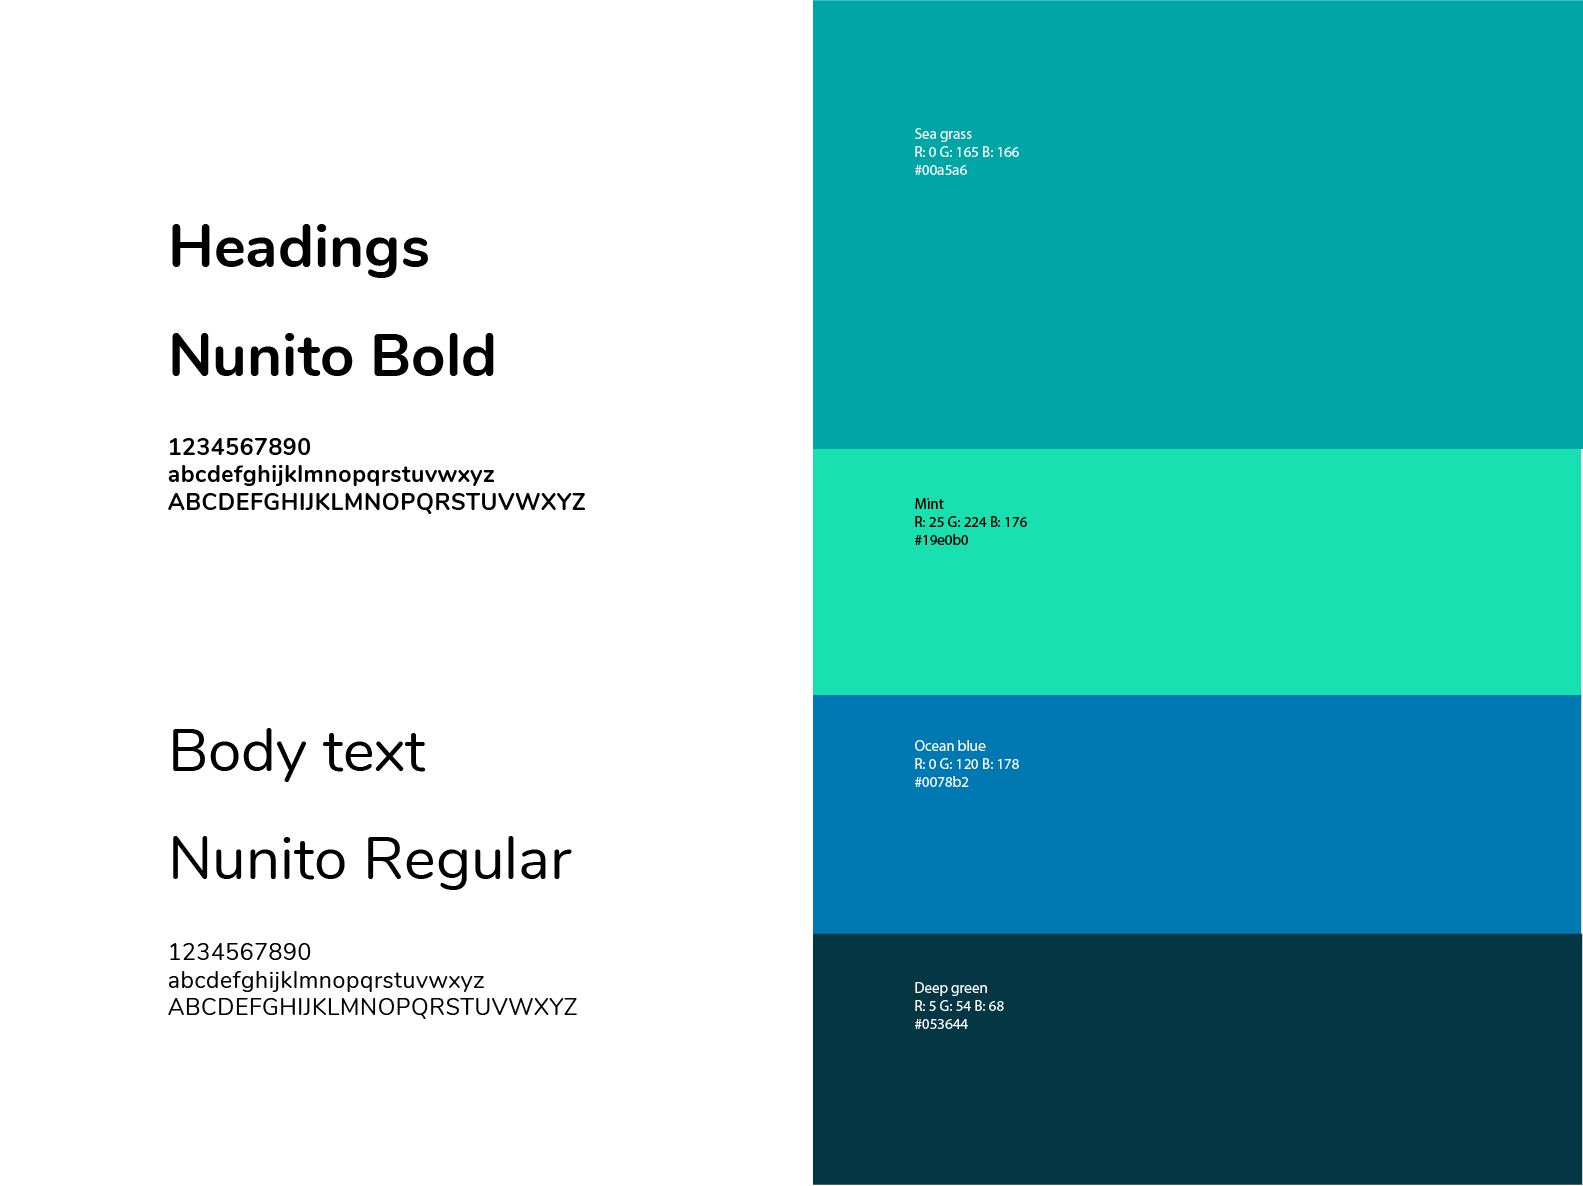 Headings
Nunito Bold
1234567890
abcdefghijklmnopqrstuvwxyz
ABCDEFGHIJKLMNOPQRSTUVWXYZ
Body text
Nunito Regular
1234567890
abcdefghijklmnopqrstuvwxyz
ABCDEFGHIJKLMNOPQRSTUVWXYZ
Sea grass
R: 0 G: 165 B: 166
#00a5a6
Mint
R: 25 G: 224 B: 176
#19e0b0
Ocean blue
R: 0 G: 120 B: 178
#0078b2
Deep green
R: 5 G: 54 B: 68
#053644